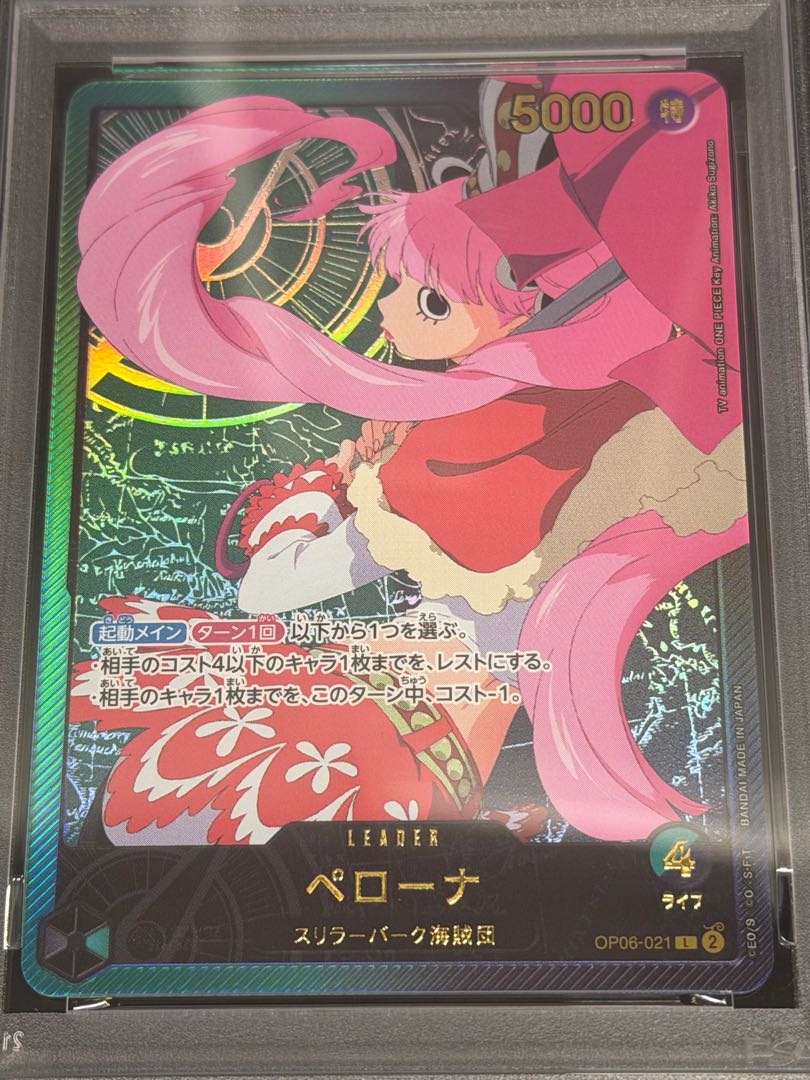 5000
特
TV animation ONE PIECE Key Animation: Akiko Sugizono
起動メイン ターン1回 以下から1つを選ぶ。
・相手のコスト4以下のキャラ1枚までを、レストにする。
・相手のキャラ1枚までを、このターン中、コスト-1。
LEADER
ペローナ
スリラーバーク海賊団
4
ライフ
OP06-021 L 2
©E.O/S. ©O/S・F・T BANDAI MADE IN JAPAN